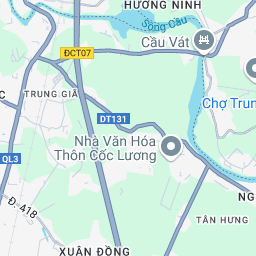 HƯƠNG NINH
Sông Cầu
Cầu Vát
ĐCT07
TRUNG GIÃ
Chợ Trun
DT131
Nhà Văn Hóa
Thôn Cốc Lương
QL3
Đ.418
NG
TÂN HƯNG
XUÂN ĐỒNG